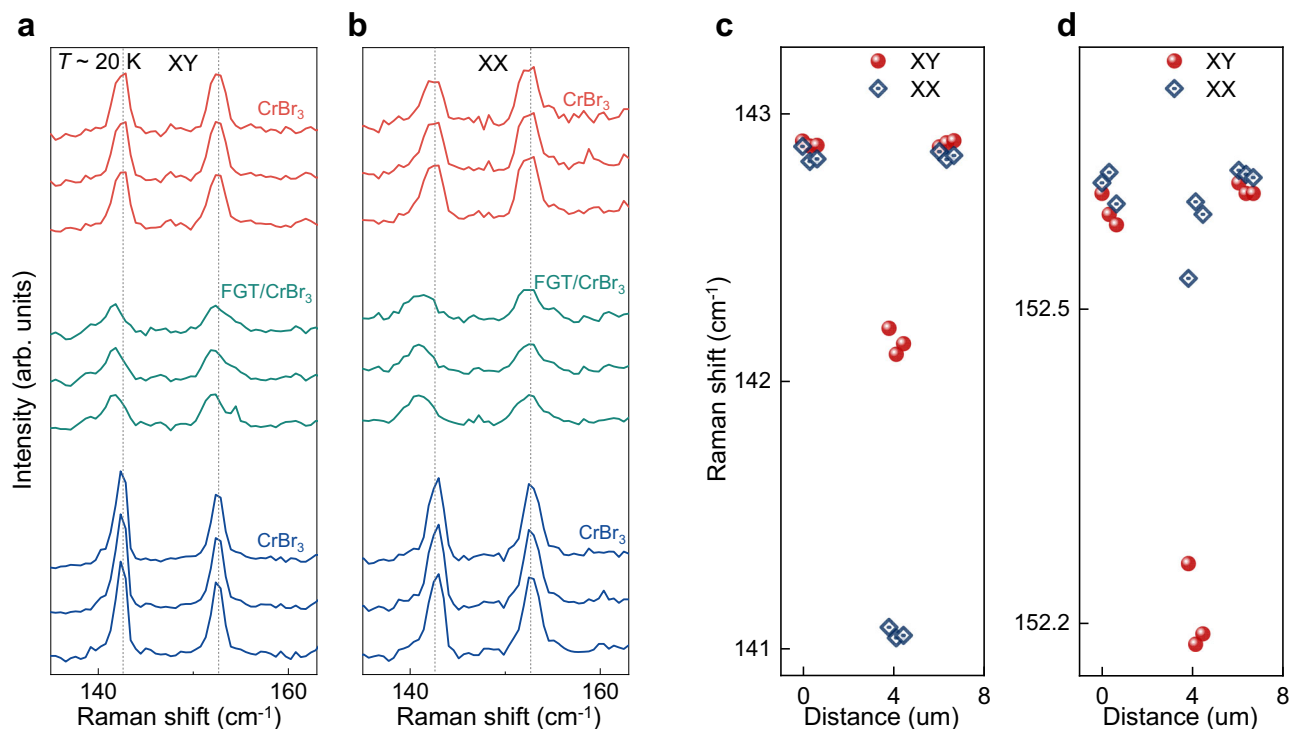 a
T ~ 20 K
XY
CrBr3
FGT/CrBr3
CrBr3
Intensity (arb. units)
140
160
Raman shift (cm-1)
b
XX
CrBr3
FGT/CrBr3
CrBr3
140
160
Raman shift (cm-1)
c
XY
XX
143
142
141
Raman shift (cm-1)
0
4
8
Distance (um)
d
XY
XX
152.5
152.2
0
4
8
Distance (um)